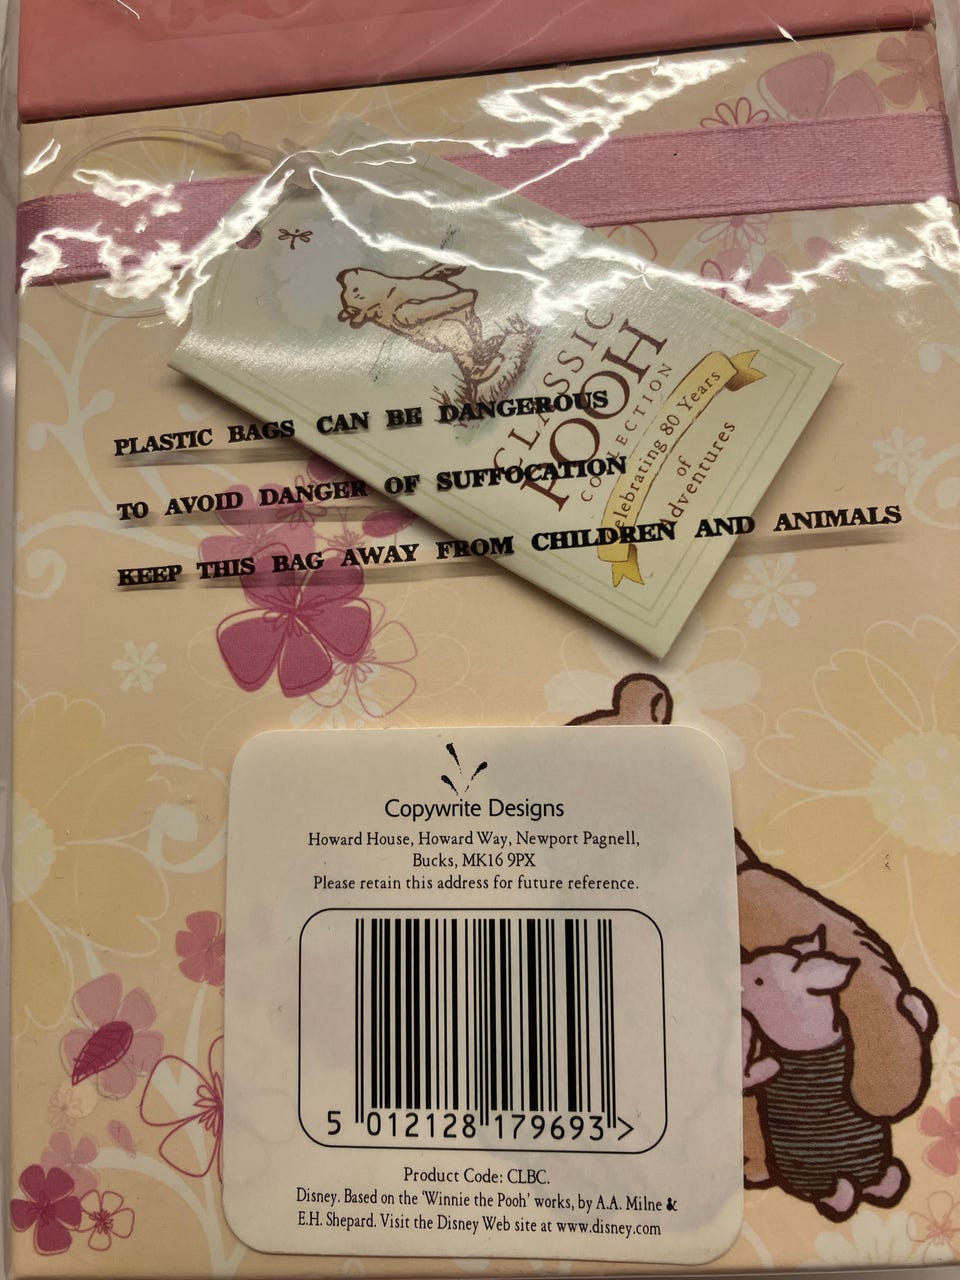 CLASSIC
POOH
COLLECTION
Celebrating 80 Years
of
Adventures
PLASTIC BAGS CAN BE DANGEROUS
TO AVOID DANGER OF SUFFOCATION
KEEP THIS BAG AWAY FROM CHILDREN AND ANIMALS
Copywrite Designs
Howard House, Howard Way, Newport Pagnell,
Bucks, MK16 9PX
Please retain this address for future reference.
5 012128 179693 >
Product Code: CLBC.
Disney. Based on the 'Winnie the Pooh' works, by A.A. Milne &
E.H. Shepard. Visit the Disney Web site at www.disney.com